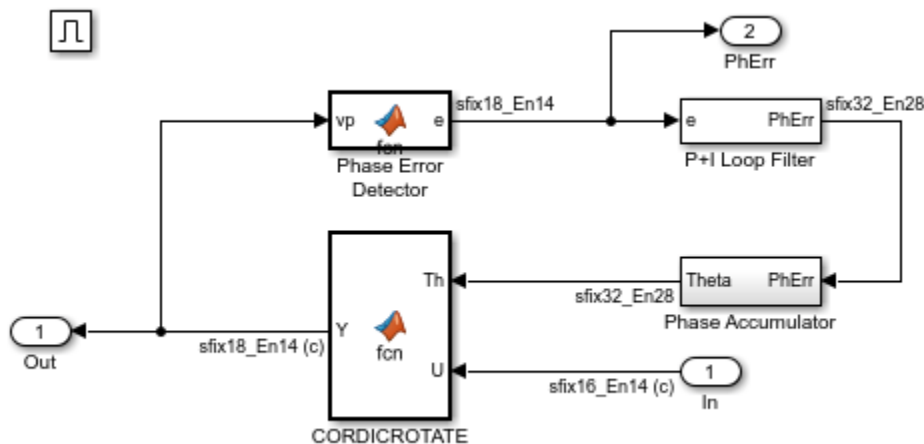 2
PhErr
vp
e
fcn
sfix18_En14
Phase Error
Detector
e
PhErr
sfix32_En28
P+I Loop Filter
Th
sfix32_En28
Theta
PhErr
Phase Accumulator
1
Out
sfix18_En14 (c)
Y
fcn
U
sfix16_En14 (c)
1
In
CORDICROTATE